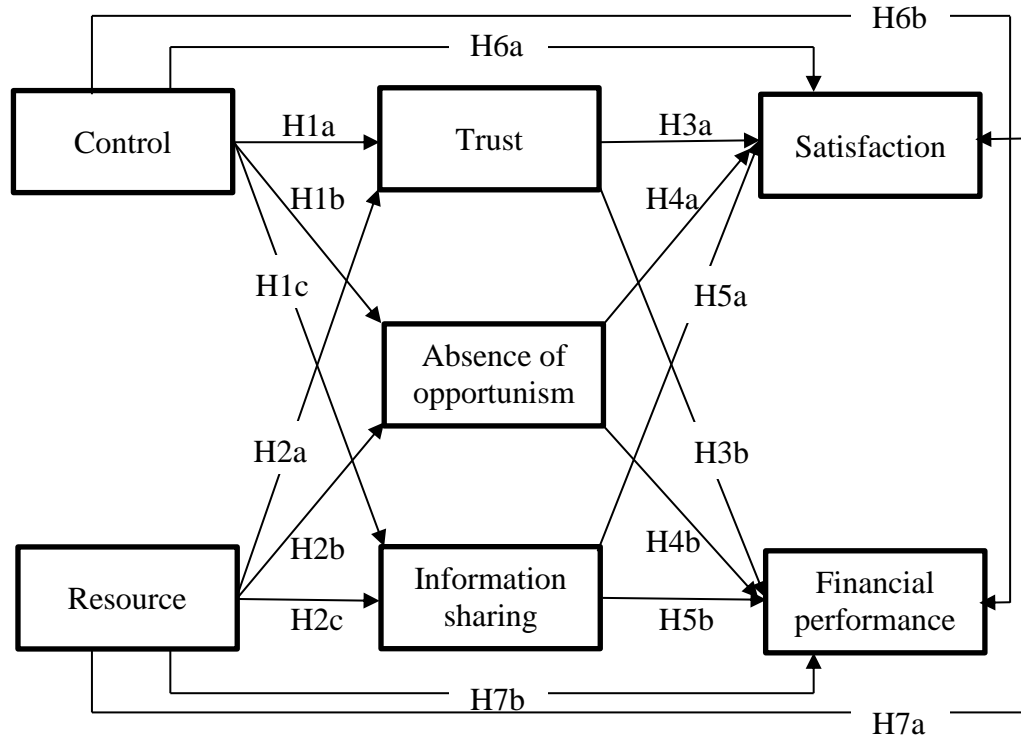 H6b
H6a
Control
H1a
Trust
H3a
Satisfaction
H1b
H4a
H1c
H5a
Absence of
opportunism
H2a
H3b
H2b
H4b
Resource
H2c
Information
sharing
H5b
Financial
performance
H7b
H7a